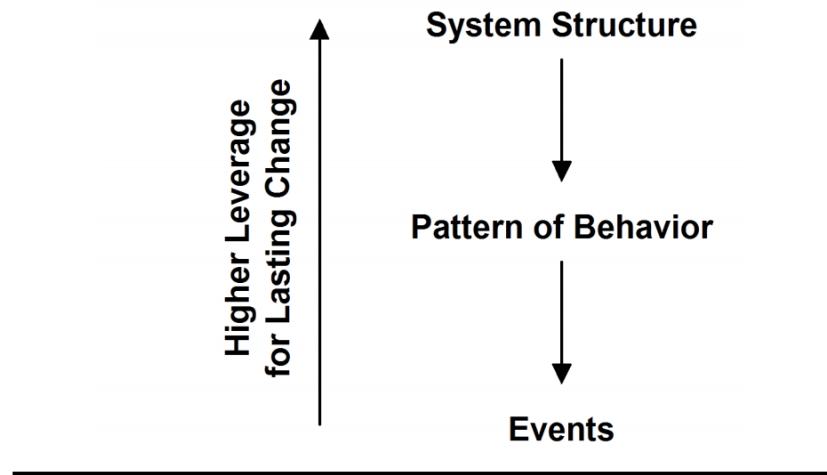 System Structure
Higher Leverage
for Lasting Change
Pattern of Behavior
Events